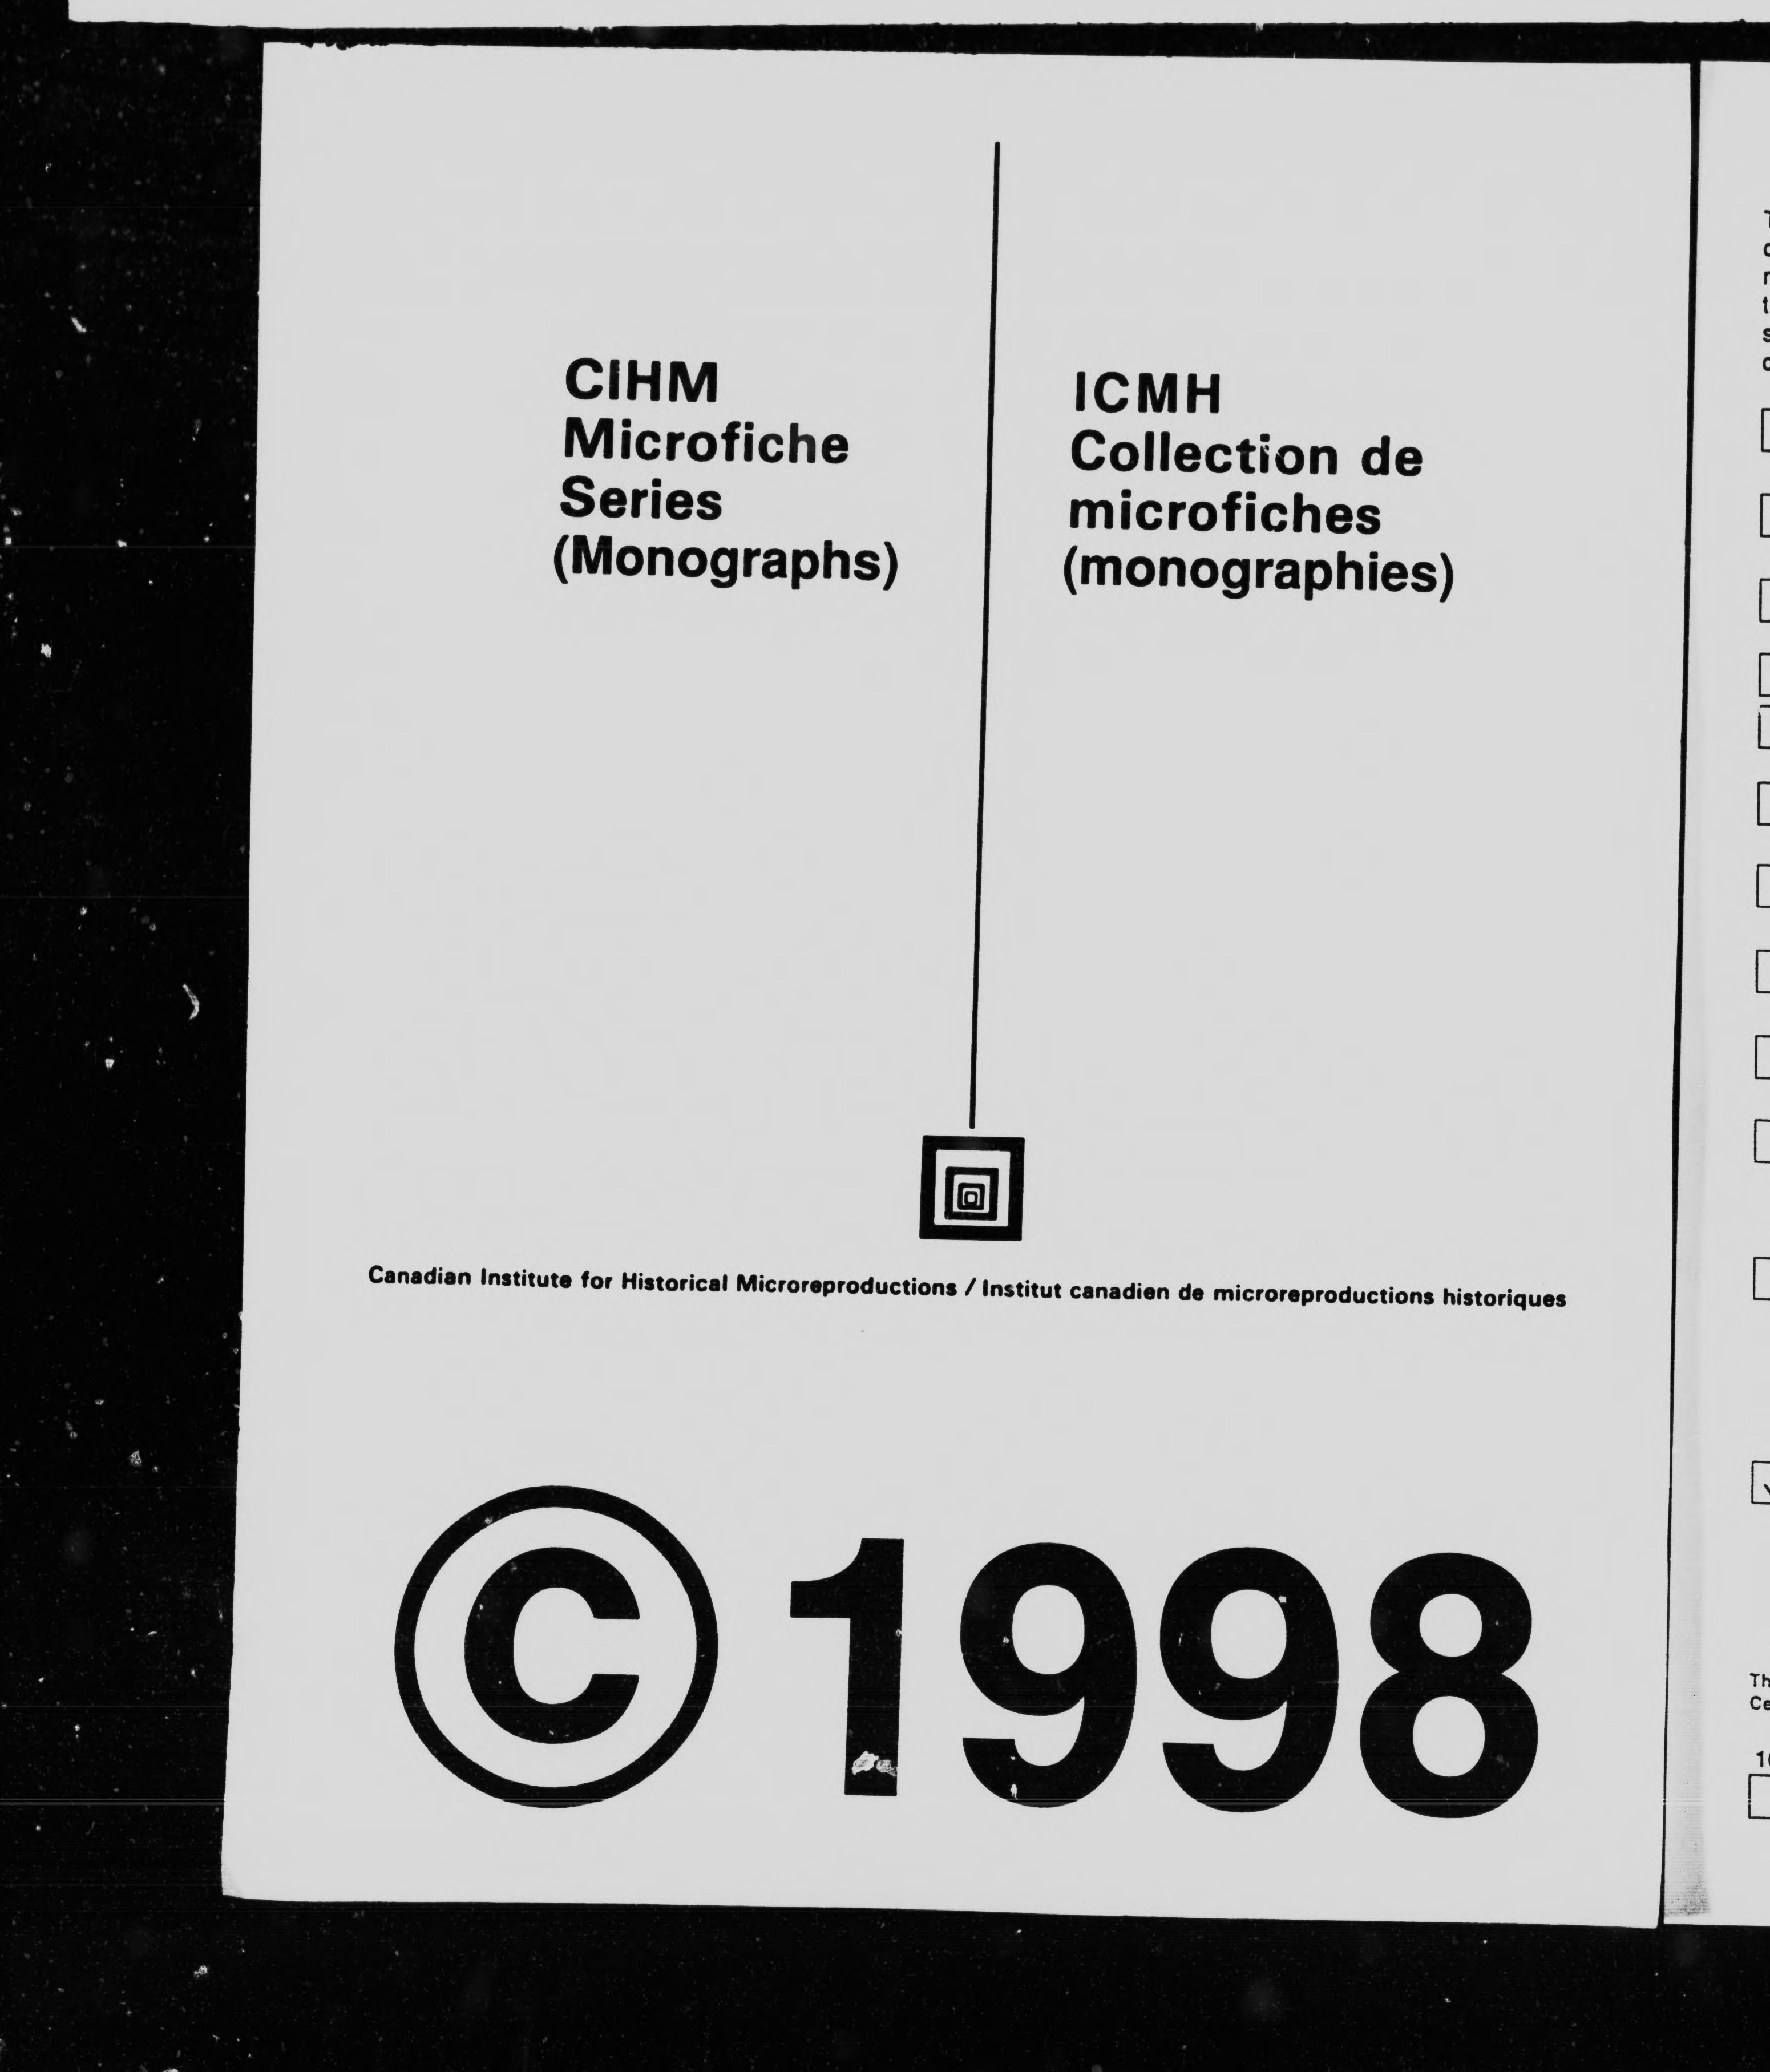 CIHM
Microfiche
Series
(Monographs)
ICMH
Collection de
microfiches
(monographies)
Canadian Institute for Historical Microreproductions / Institut canadien de microreproductions historiques
© 1998